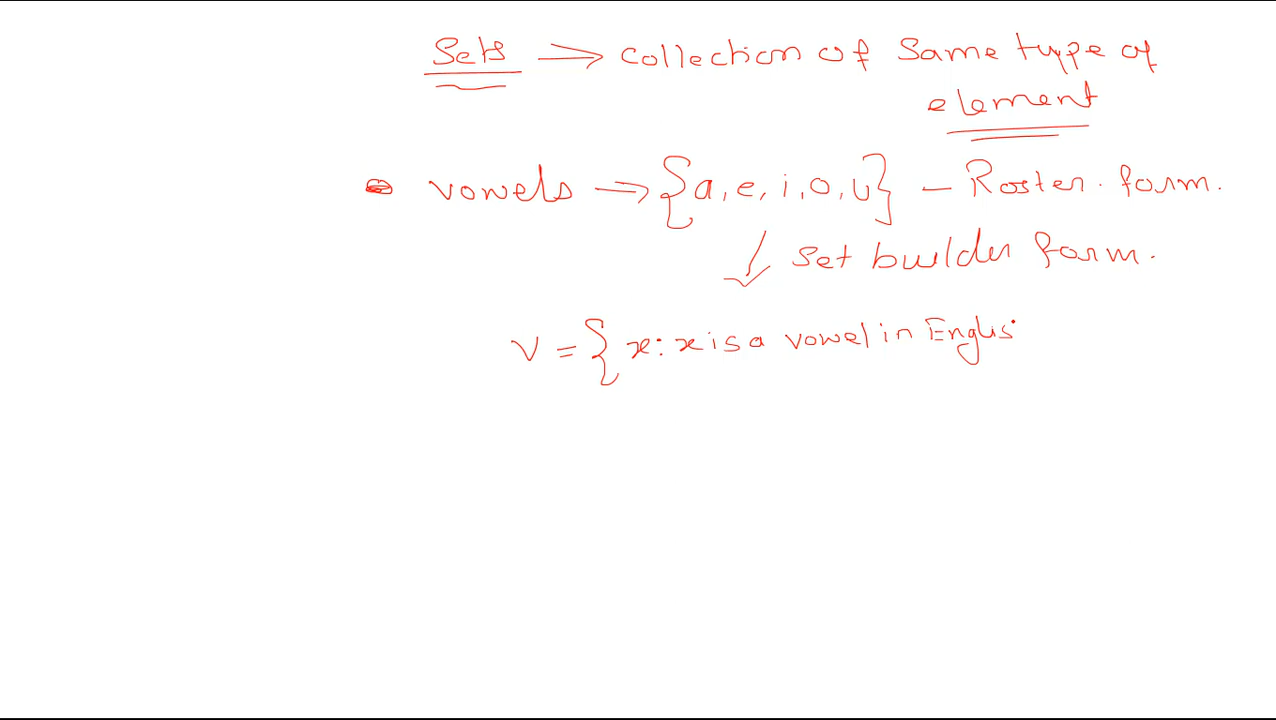 Sets → collection of same type of
element
vowels → {a, e, i, o, u} – Roster form.
↓ set builder form.
V = { x : x is a vowel in Englis